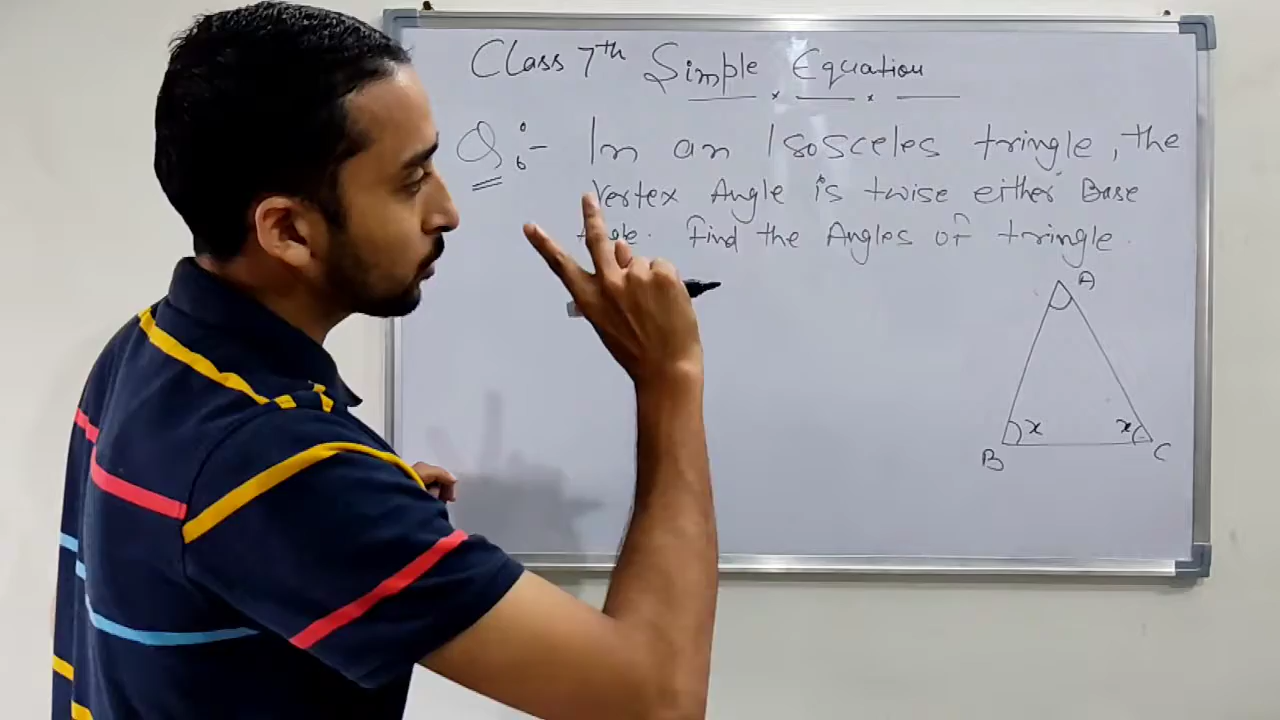 Class 7th Simple Equation
Q:- In an Isosceles tringle, the
Vertex Angle is twise either Base
find the Angles of tringle.
A
x x
B C